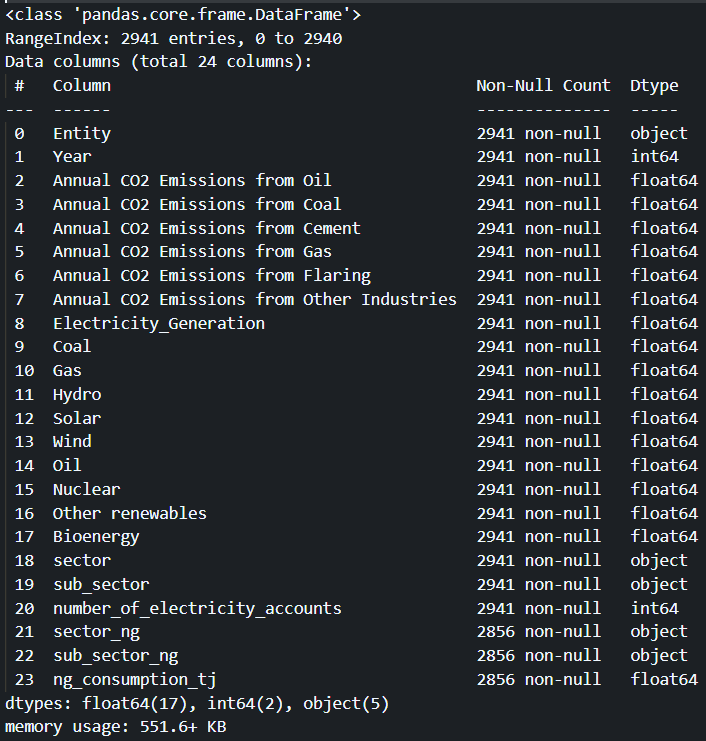 <class 'pandas.core.frame.DataFrame'>
RangeIndex: 2941 entries, 0 to 2940
Data columns (total 24 columns):
 #   Column                                   Non-Null Count  Dtype
---  ------                                   --------------  -----
 0   Entity                                   2941 non-null   object
 1   Year                                     2941 non-null   int64
 2   Annual CO2 Emissions from Oil            2941 non-null   float64
 3   Annual CO2 Emissions from Coal           2941 non-null   float64
 4   Annual CO2 Emissions from Cement         2941 non-null   float64
 5   Annual CO2 Emissions from Gas            2941 non-null   float64
 6   Annual CO2 Emissions from Flaring        2941 non-null   float64
 7   Annual CO2 Emissions from Other Industries  2941 non-null   float64
 8   Electricity_Generation                   2941 non-null   float64
 9   Coal                                     2941 non-null   float64
 10  Gas                                      2941 non-null   float64
 11  Hydro                                    2941 non-null   float64
 12  Solar                                    2941 non-null   float64
 13  Wind                                     2941 non-null   float64
 14  Oil                                      2941 non-null   float64
 15  Nuclear                                  2941 non-null   float64
 16  Other renewables                         2941 non-null   float64
 17  Bioenergy                                2941 non-null   float64
 18  sector                                   2941 non-null   object
 19  sub_sector                               2941 non-null   object
 20  number_of_electricity_accounts           2941 non-null   int64
 21  sector_ng                                2856 non-null   object
 22  sub_sector_ng                            2856 non-null   object
 23  ng_consumption_tj                        2856 non-null   float64
dtypes: float64(17), int64(2), object(5)
memory usage: 551.6+ KB